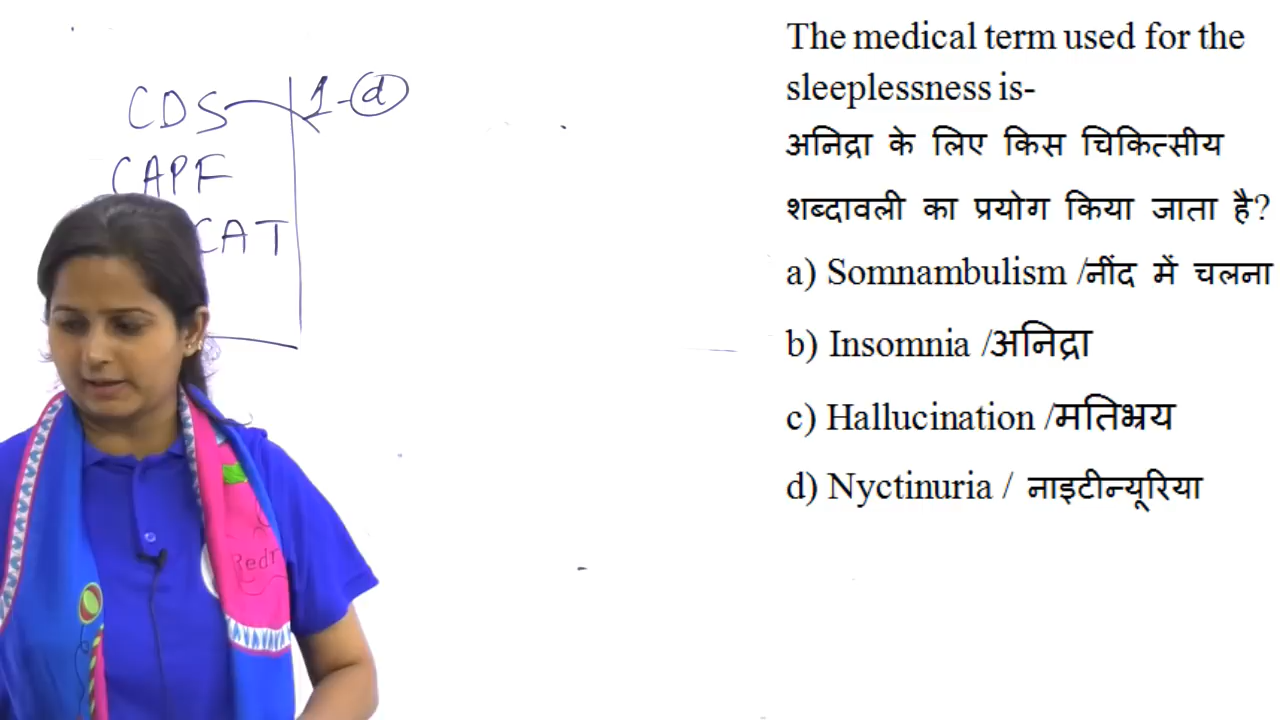 CDS 1-d
CAPF
CAT
Pedr
The medical term used for the
sleeplessness is-
अनिद्रा के लिए किस चिकित्सीय
शब्दावली का प्रयोग किया जाता है?
a) Somnambulism /नींद में चलना
b) Insomnia /अनिद्रा
c) Hallucination /मतिभ्रय
d) Nyctinuria / नाइटीन्यूरिया